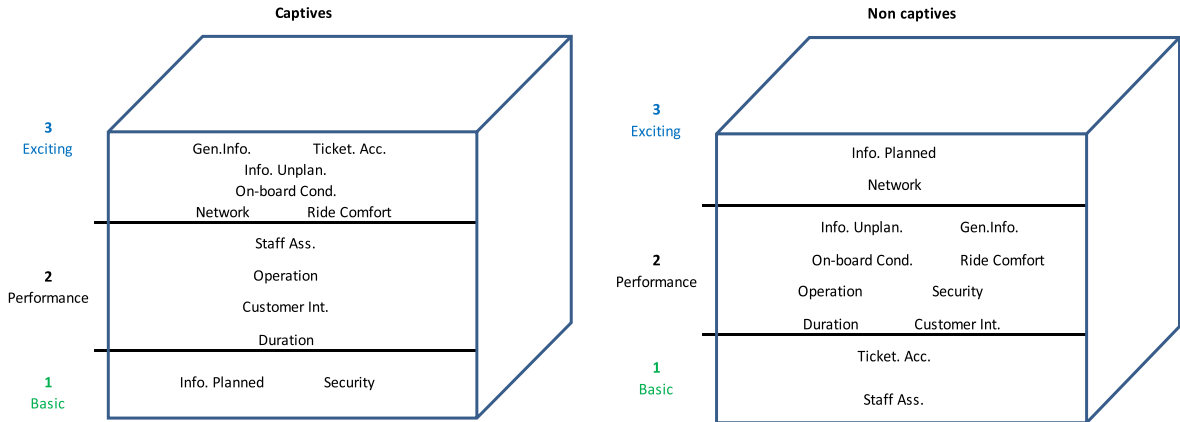 Captives
3
Exciting
Gen.Info. Ticket. Acc.
Info. Unplan.
On-board Cond.
Network Ride Comfort
2
Performance
Staff Ass.
Operation
Customer Int.
Duration
1
Basic
Info. Planned Security
Non captives
3
Exciting
Info. Planned
Network
2
Performance
Info. Unplan. Gen.Info.
On-board Cond. Ride Comfort
Operation Security
Duration Customer Int.
1
Basic
Ticket. Acc.
Staff Ass.